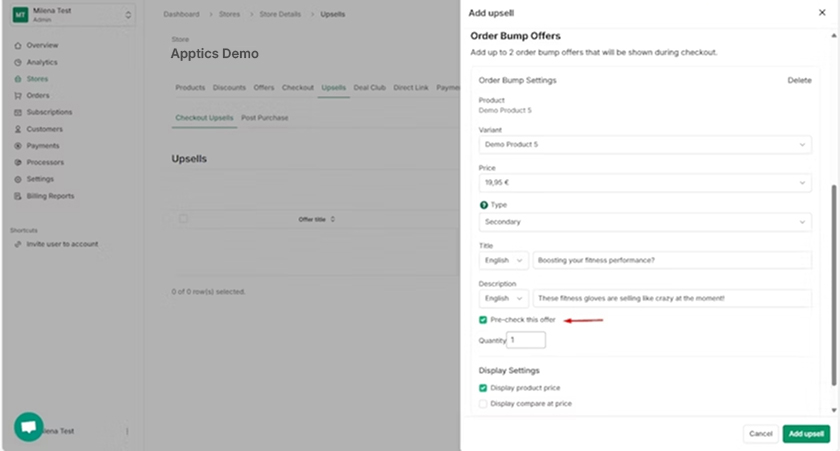 MT
Milena Test
Admin
Overview
Analytics
Stores
Orders
Subscriptions
Customers
Payments
Processors
Settings
Billing Reports
Shortcuts
Invite user to account
Dashboard > Stores > Store Details > Upsells
Store
Apptics Demo
Products Discounts Offers Checkout Upsells Deal Club Direct Link
Checkout Upsells Post Purchase
Upsells
Offer title
0 of 0 row(s) selected.
Add upsell
Order Bump Offers
Add up to 2 order bump offers that will be shown during checkout.
Order Bump Settings Delete
Product
Demo Product 5
Variant
Demo Product 5
Price
19,95 €
Type
Secondary
Title
English Boosting your fitness performance?
Description
English These fitness gloves are selling like crazy at the moment!
Pre-check this offer
Quantity 1
Display Settings
Display product price
Display compare at price
Cancel Add upsell